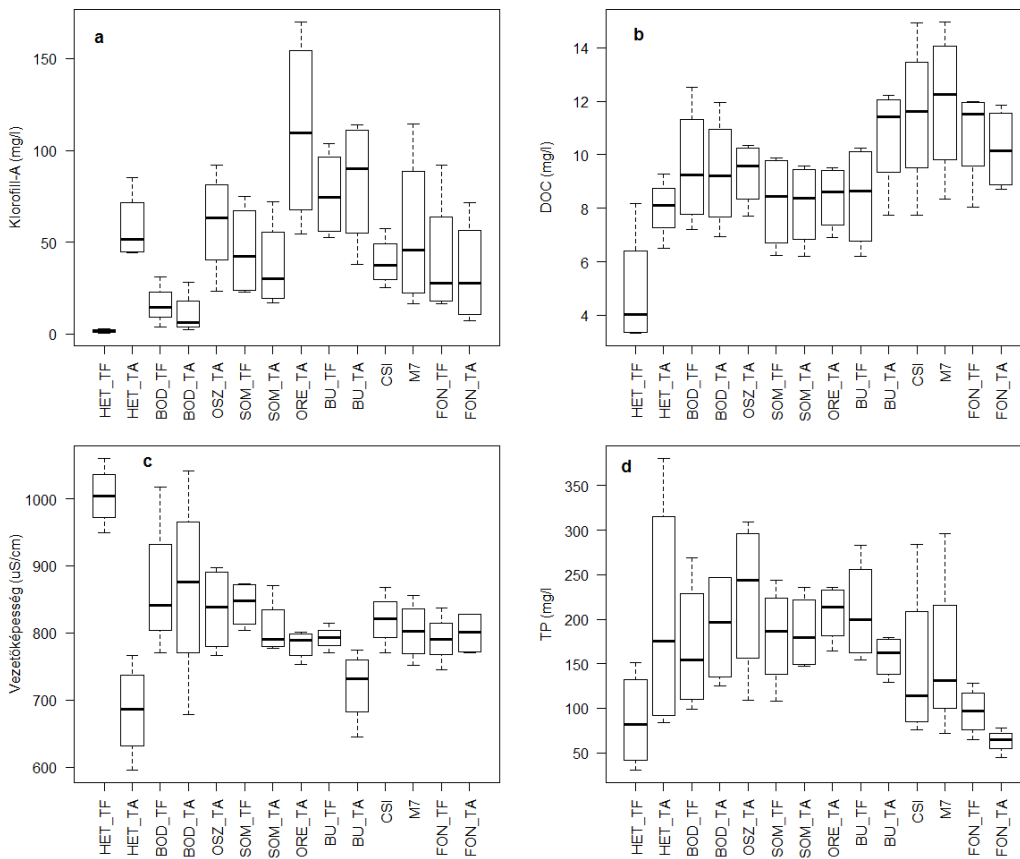 a
Klorofill-A (mg/l)
150
100
50
0
HET_TF
HET_TA
BOD_TF
BOD_TA
OSZ_TA
SOM_TF
SOM_TA
ORE_TA
BU_TF
BU_TA
CSI
M7
FON_TF
FON_TA
b
DOC (mg/l)
14
12
10
8
6
4
HET_TF
HET_TA
BOD_TF
BOD_TA
OSZ_TA
SOM_TF
SOM_TA
ORE_TA
BU_TF
BU_TA
CSI
M7
FON_TF
FON_TA
c
Vezetőképesség (uS/cm)
1000
900
800
700
600
HET_TF
HET_TA
BOD_TF
BOD_TA
OSZ_TA
SOM_TF
SOM_TA
ORE_TA
BU_TF
BU_TA
CSI
M7
FON_TF
FON_TA
d
TP (mg/l
350
300
250
200
150
100
50
HET_TF
HET_TA
BOD_TF
BOD_TA
OSZ_TA
SOM_TF
SOM_TA
ORE_TA
BU_TF
BU_TA
CSI
M7
FON_TF
FON_TA